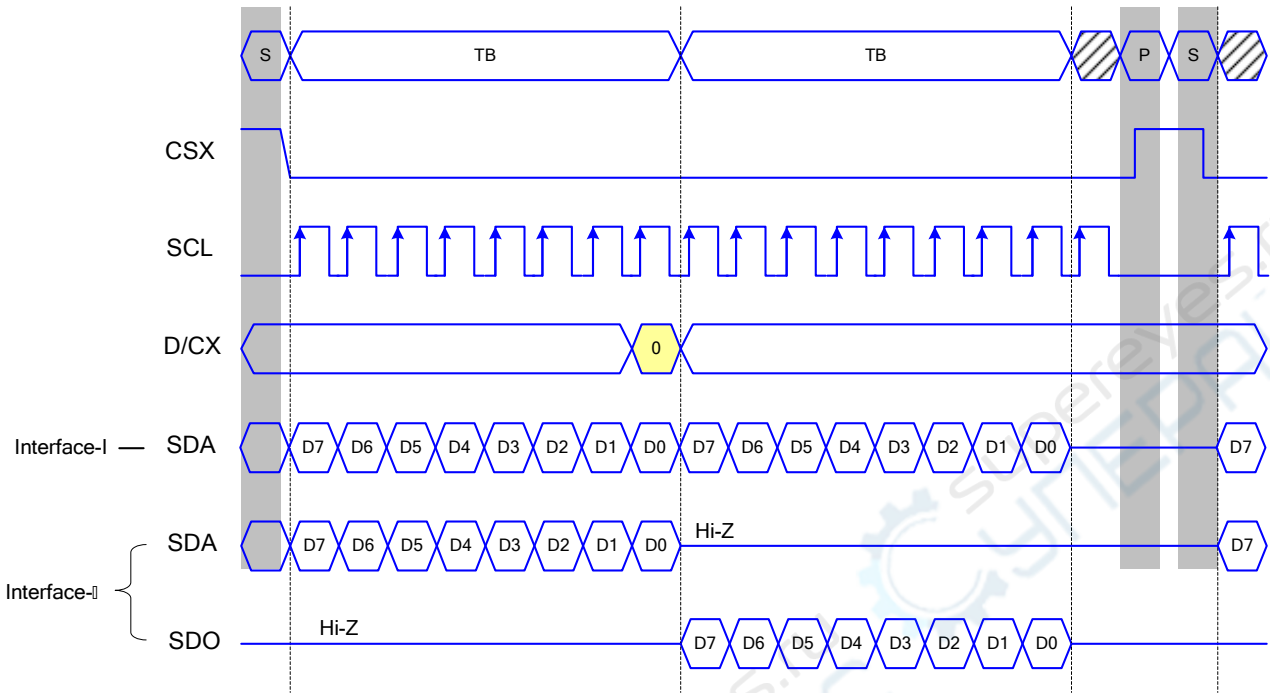 S TB TB P S
CSX
SCL
D/CX 0
Interface-I SDA D7 D6 D5 D4 D3 D2 D1 D0 D7 D6 D5 D4 D3 D2 D1 D0 D7
SDA D7 D6 D5 D4 D3 D2 D1 D0 Hi-Z D7
Interface-▯
SDO Hi-Z D7 D6 D5 D4 D3 D2 D1 D0